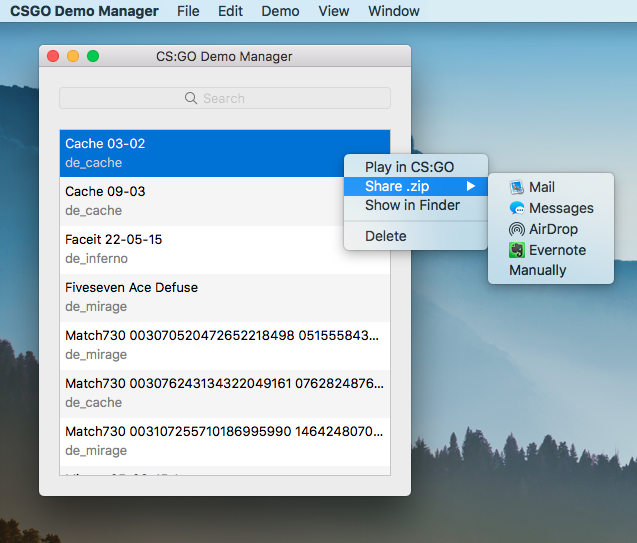 CSGO Demo Manager File Edit Demo View Window
CS:GO Demo Manager
Search
Cache 03-02
de_cache
Cache 09-03
de_cache
Faceit 22-05-15
de_inferno
Fiveseven Ace Defuse
de_mirage
Match730 003070520472652218498 051555843...
de_mirage
Match730 003076243134322049161 0762824876...
de_cache
Match730 003107255710186995990 1464248070...
de_mirage
Play in CS:GO
Share .zip
Show in Finder
Delete
Mail
Messages
AirDrop
Evernote
Manually